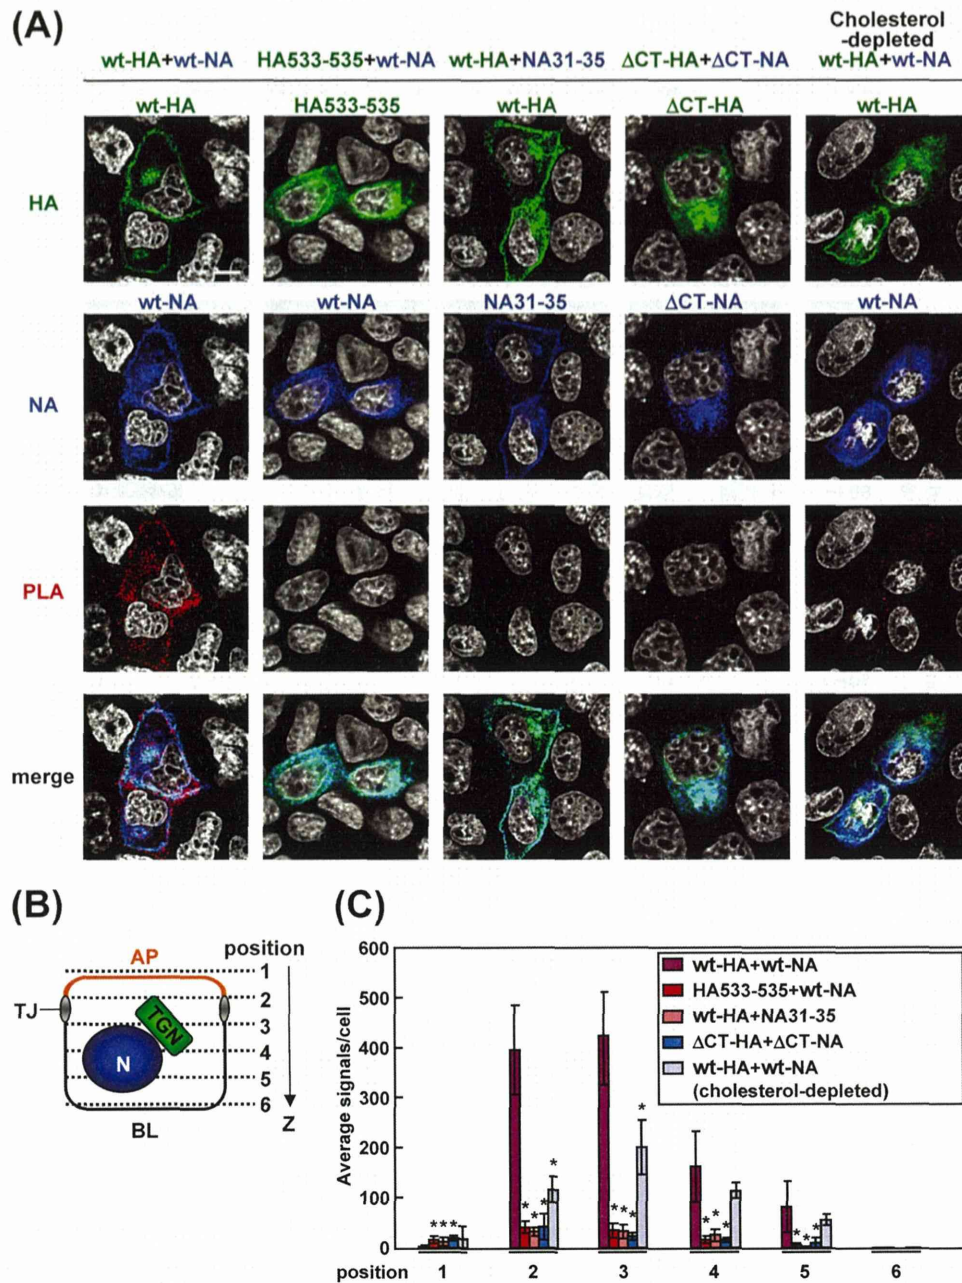 (A)
Cholesterol
-depleted
wt-HA+wt-NA HA533-535+wt-NA wt-HA+NA31-35 ΔCT-HA+ΔCT-NA wt-HA+wt-NA
wt-HA HA533-535 wt-HA ΔCT-HA wt-HA
HA
wt-NA wt-NA NA31-35 ΔCT-NA wt-NA
NA
PLA
merge
(B)
AP position
1
TJ 2
TGN 3
N 4
5
6
BL Z
(C)
Average signals/cell
600
500
400
300
200
100
0
wt-HA+wt-NA
HA533-535+wt-NA
wt-HA+NA31-35
ΔCT-HA+ΔCT-NA
wt-HA+wt-NA
(cholesterol-depleted)
* * *
* * * *
* * * *
* * *
* * *
position 1 2 3 4 5 6